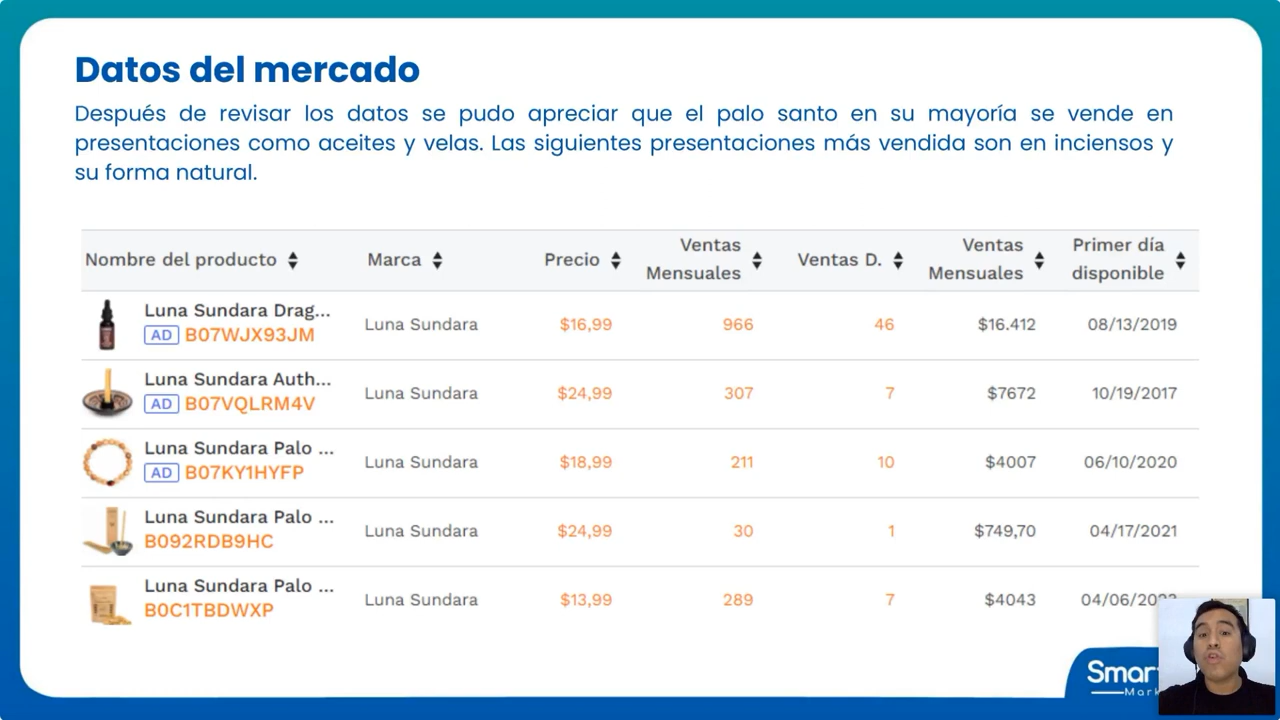 Datos del mercado
Después de revisar los datos se pudo apreciar que el palo santo en su mayoría se vende en
presentaciones como aceites y velas. Las siguientes presentaciones más vendida son en inciensos y
su forma natural.
Nombre del producto Marca Precio Ventas Mensuales Ventas D. Ventas Mensuales Primer día disponible
Luna Sundara Drag...
AD B07WJX93JM Luna Sundara $16,99 966 46 $16.412 08/13/2019
Luna Sundara Auth...
AD B07VQLRM4V Luna Sundara $24,99 307 7 $7672 10/19/2017
Luna Sundara Palo ...
AD B07KY1HYFP Luna Sundara $18,99 211 10 $4007 06/10/2020
Luna Sundara Palo ...
B092RDB9HC Luna Sundara $24,99 30 1 $749,70 04/17/2021
Luna Sundara Palo ...
B0C1TBDWXP Luna Sundara $13,99 289 7 $4043